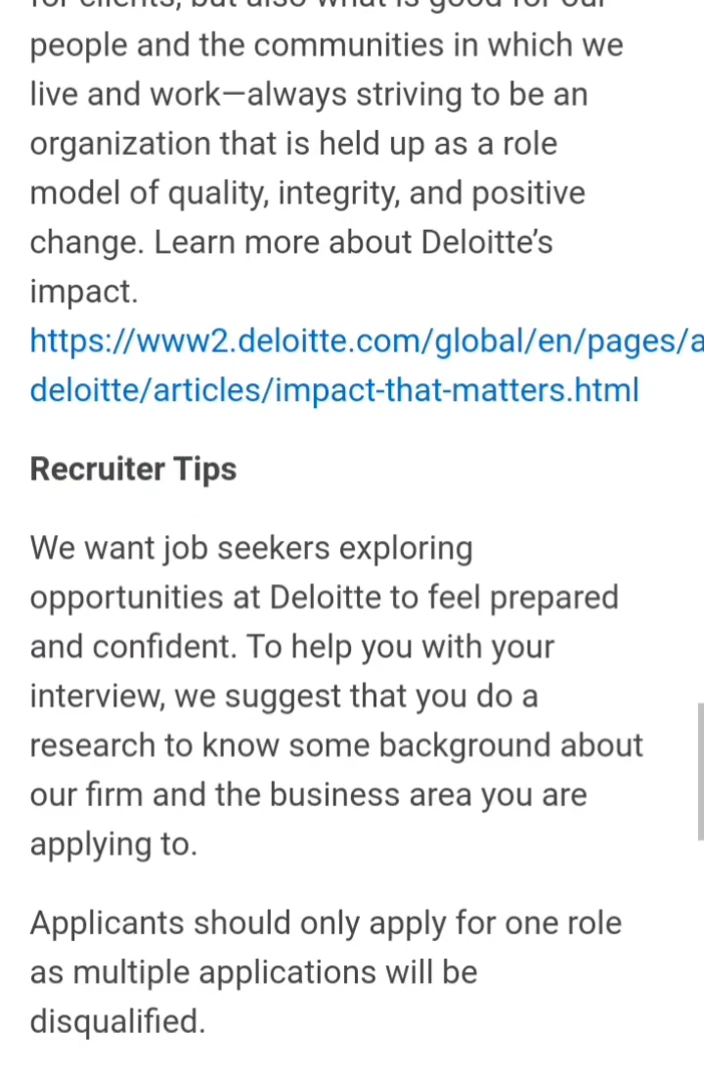 people and the communities in which we
live and work—always striving to be an
organization that is held up as a role
model of quality, integrity, and positive
change. Learn more about Deloitte’s
impact.
https://www2.deloitte.com/global/en/pages/a
deloitte/articles/impact-that-matters.html
Recruiter Tips
We want job seekers exploring
opportunities at Deloitte to feel prepared
and confident. To help you with your
interview, we suggest that you do a
research to know some background about
our firm and the business area you are
applying to.
Applicants should only apply for one role
as multiple applications will be
disqualified.